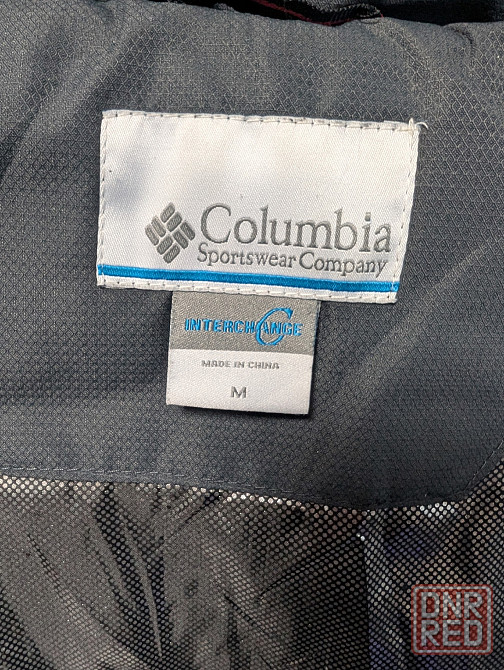 Columbia
Sportswear Company
INTERCHANGE
MADE IN CHINA
M
DNR
RED